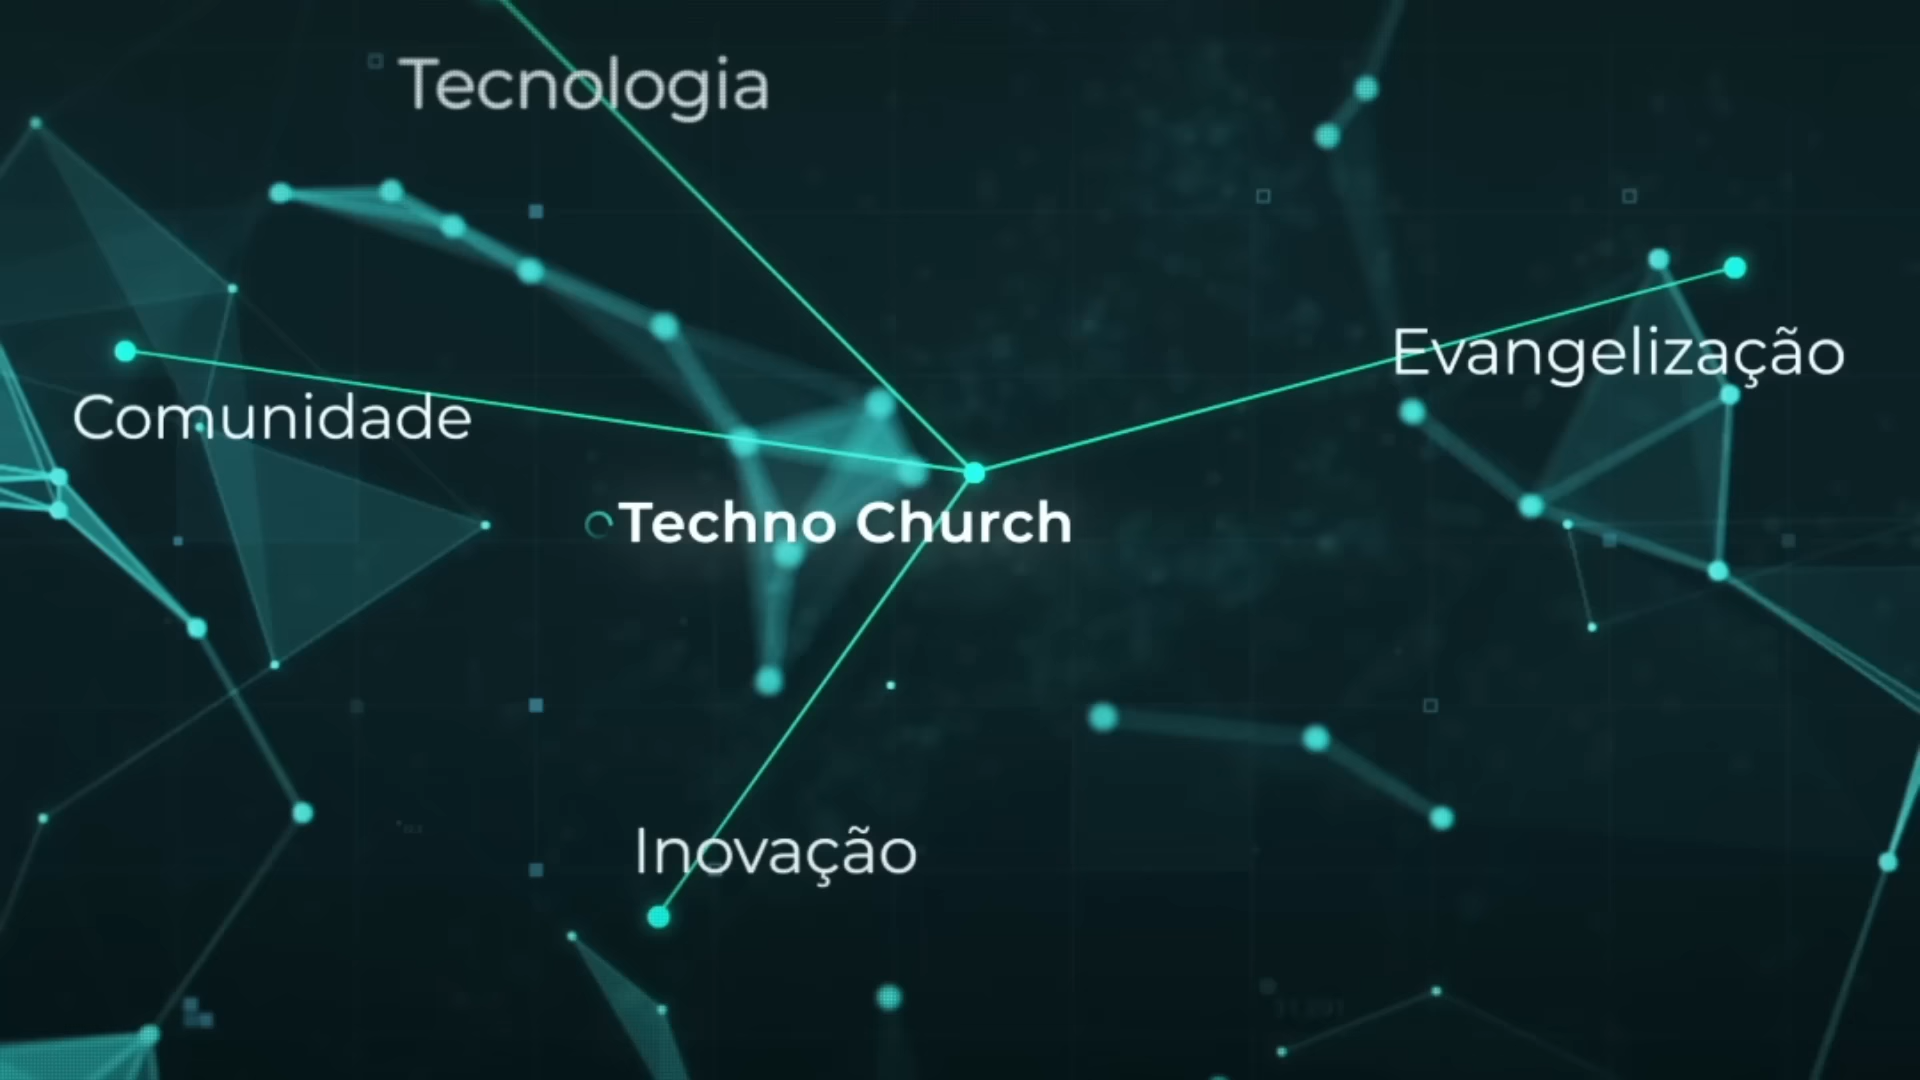 Tecnologia
Evangelização
Comunidade
Techno Church
Inovação